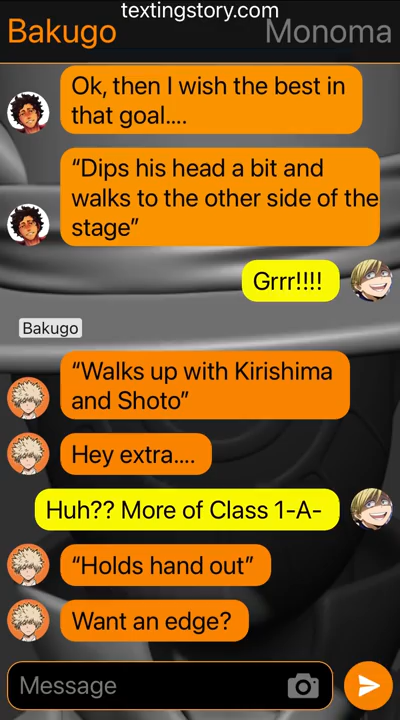 textingstory.com
Bakugo
Monoma
Ok, then I wish the best in
that goal....
“Dips his head a bit and
walks to the other side of the
stage”
Grrr!!!!
Bakugo
“Walks up with Kirishima
and Shoto”
Hey extra....
Huh?? More of Class 1-A-
“Holds hand out”
Want an edge?
Message